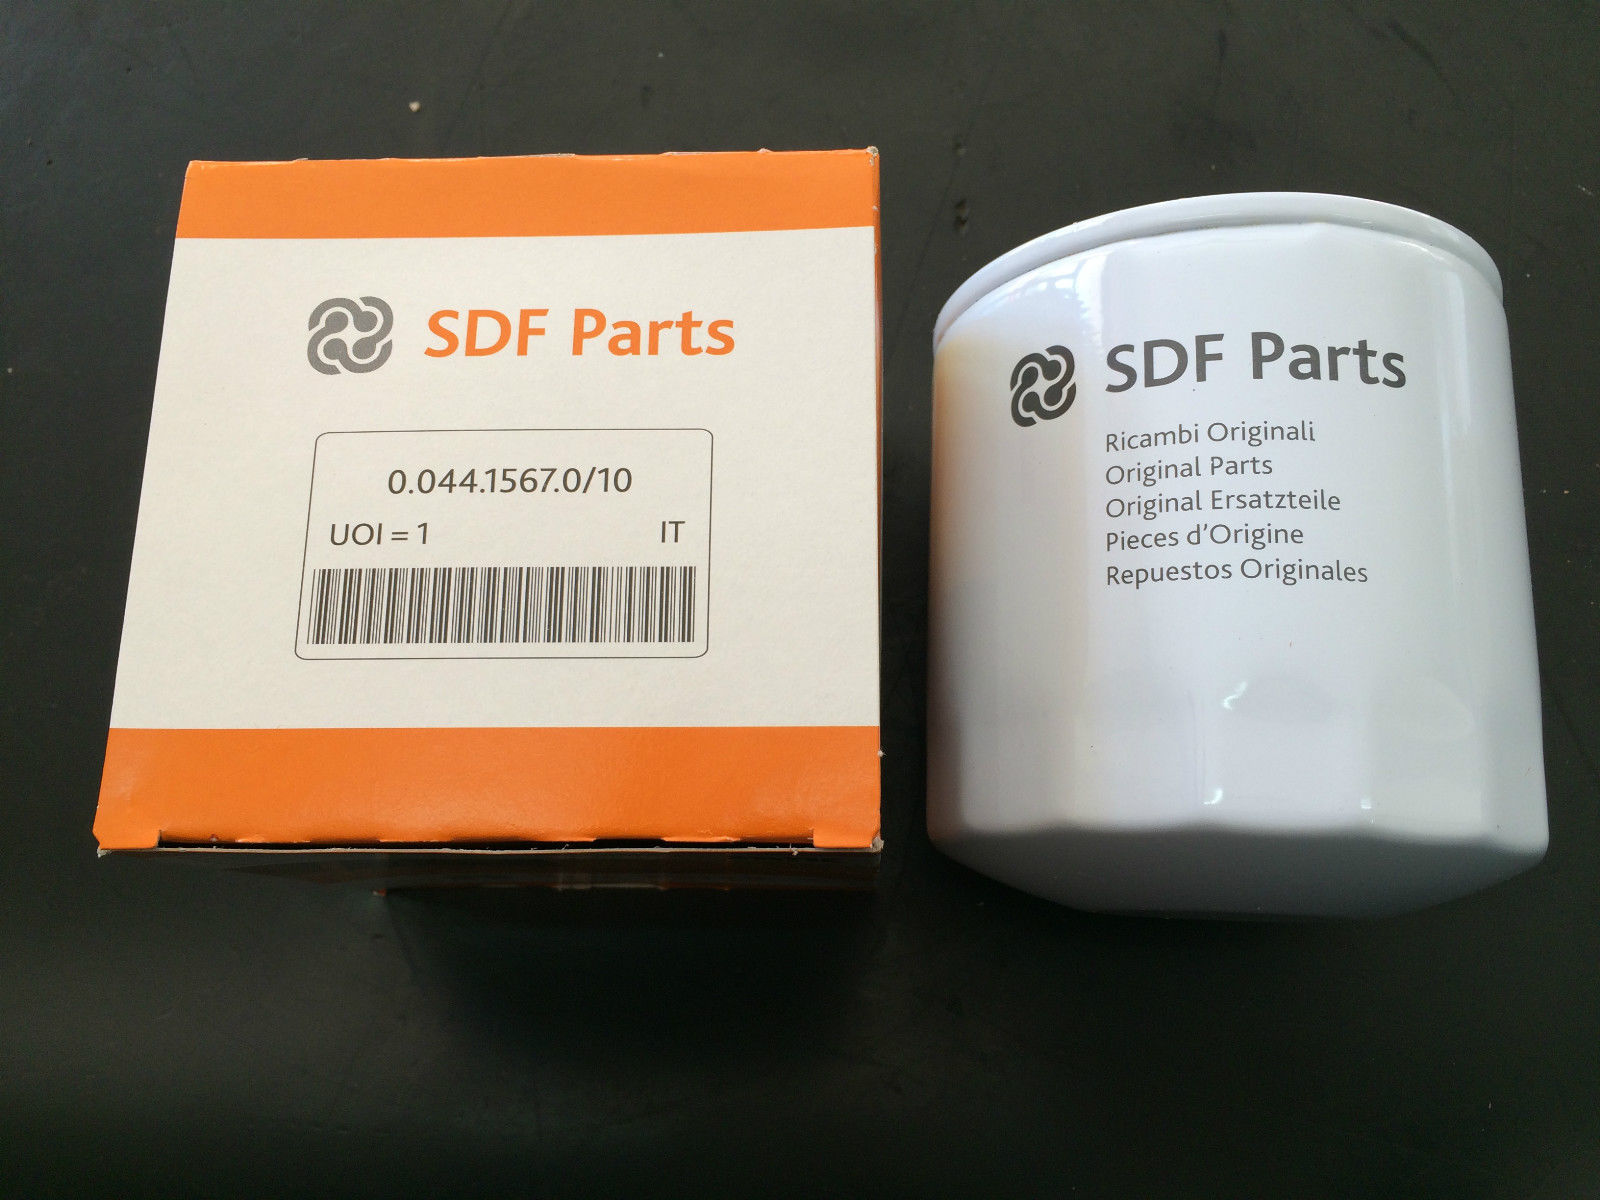 SDF Parts
0.044.1567.0/10
UOI = 1 IT
SDF Parts
Ricambi Originali
Original Parts
Original Ersatzteile
Pieces d'Origine
Repuestos Originales